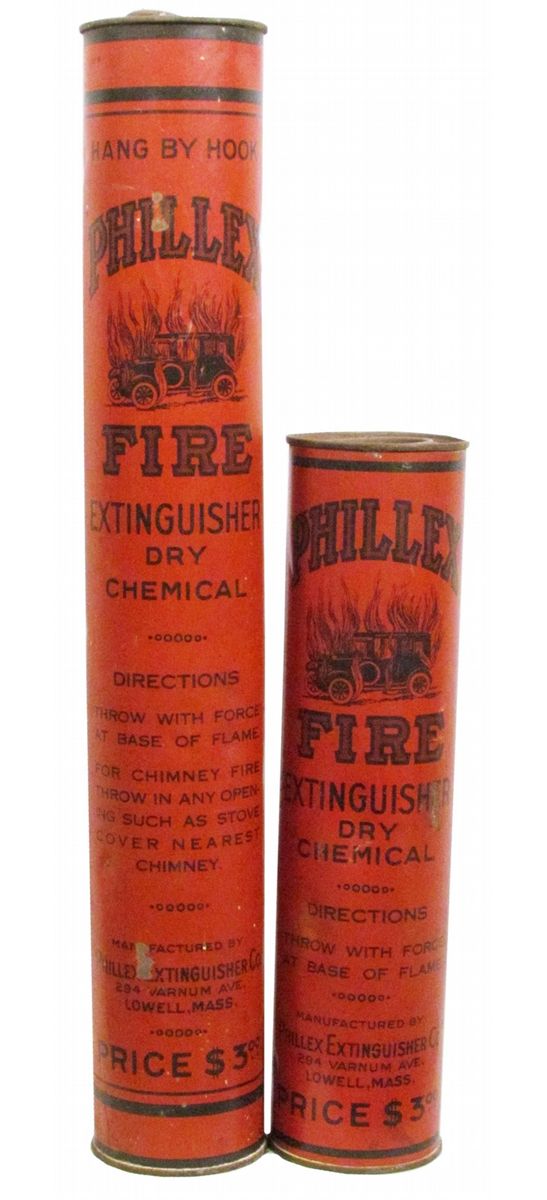 HANG BY HOOK
PHILLEX
FIRE
EXTINGUISHER
DRY
CHEMICAL
DIRECTIONS
THROW WITH FORCE
AT BASE OF FLAME.
FOR CHIMNEY FIRE
THROW IN ANY OPEN-
ING SUCH AS STOVE
COVER NEAREST
CHIMNEY.
MANUFACTURED BY
PHILLEX EXTINGUISHER Co.
294 VARNUM AVE.
LOWELL, MASS.
PRICE $3.00
PHILLEX
FIRE
EXTINGUISHER
DRY
CHEMICAL
DIRECTIONS
THROW WITH FORCE
AT BASE OF FLAME
MANUFACTURED BY
PHILLEX EXTINGUISHER Co
294 VARNUM AVE.
LOWELL, MASS.
PRICE $3.00